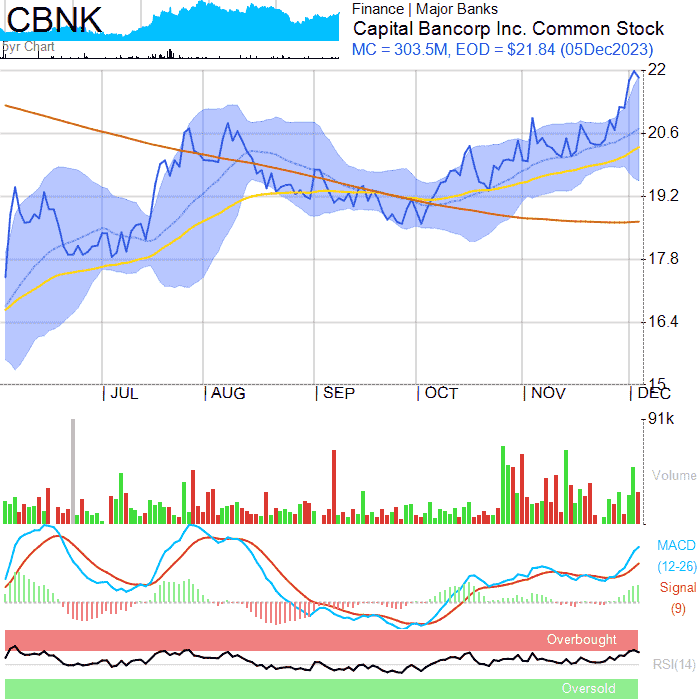 CBNK
5yr Chart
Finance | Major Banks
Capital Bancorp Inc. Common Stock
MC = 303.5M, EOD = $21.84 (05Dec2023)
22
20.6
19.2
17.8
16.4
15
| JUL | AUG | SEP | OCT | NOV | DEC
91k
Volume
MACD
(12-26)
Signal
(9)
Overbought
RSI(14)
Oversold